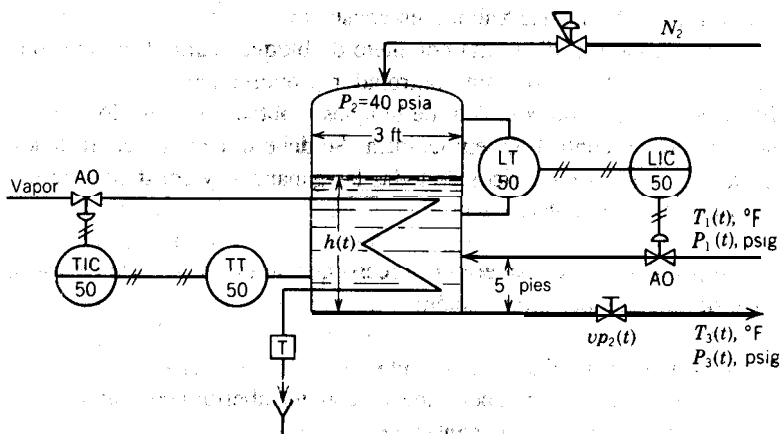 N₂
P₂=40 psia
3 ft
LT
50
LIC
50
AO
Vapor
T₁(t), °F
P₁(t), psig
h(t)
AO
TIC
50
TT
50
5 pies
vp₂(t)
T₃(t), °F
P₃(t), psig
T